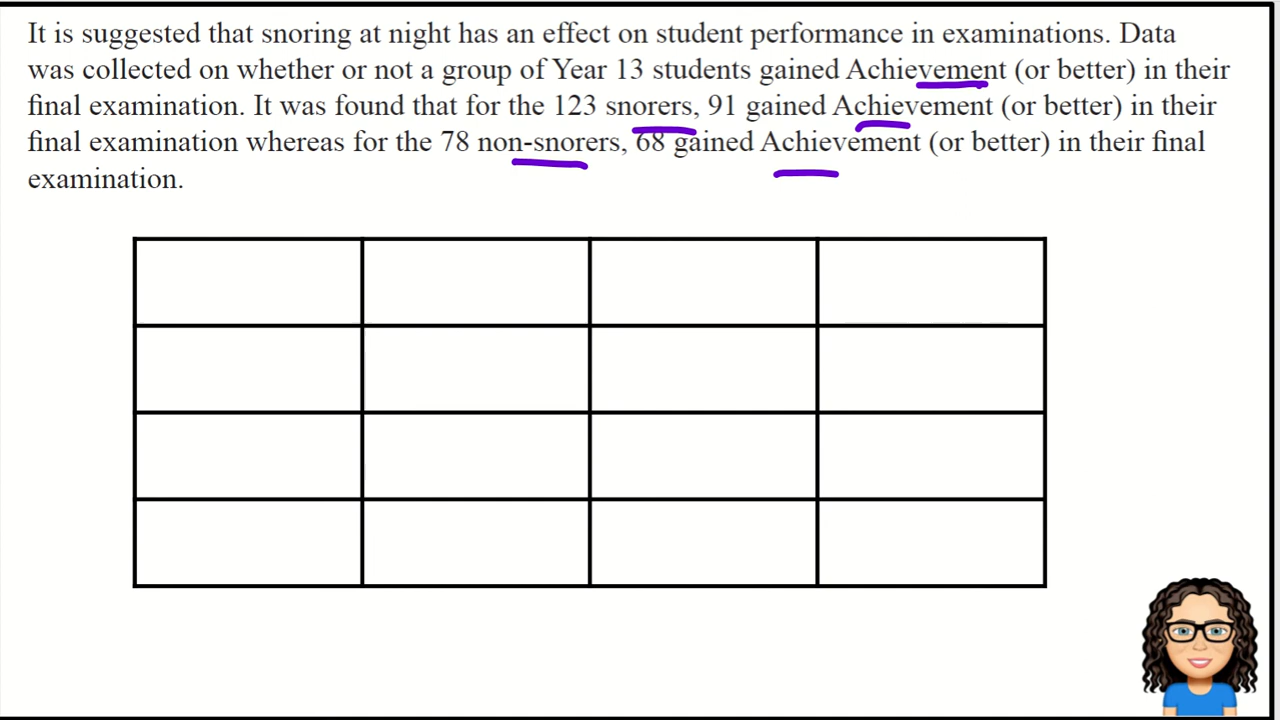 It is suggested that snoring at night has an effect on student performance in examinations. Data
was collected on whether or not a group of Year 13 students gained Achievement (or better) in their
final examination. It was found that for the 123 snorers, 91 gained Achievement (or better) in their
final examination whereas for the 78 non-snorers, 68 gained Achievement (or better) in their final
examination.